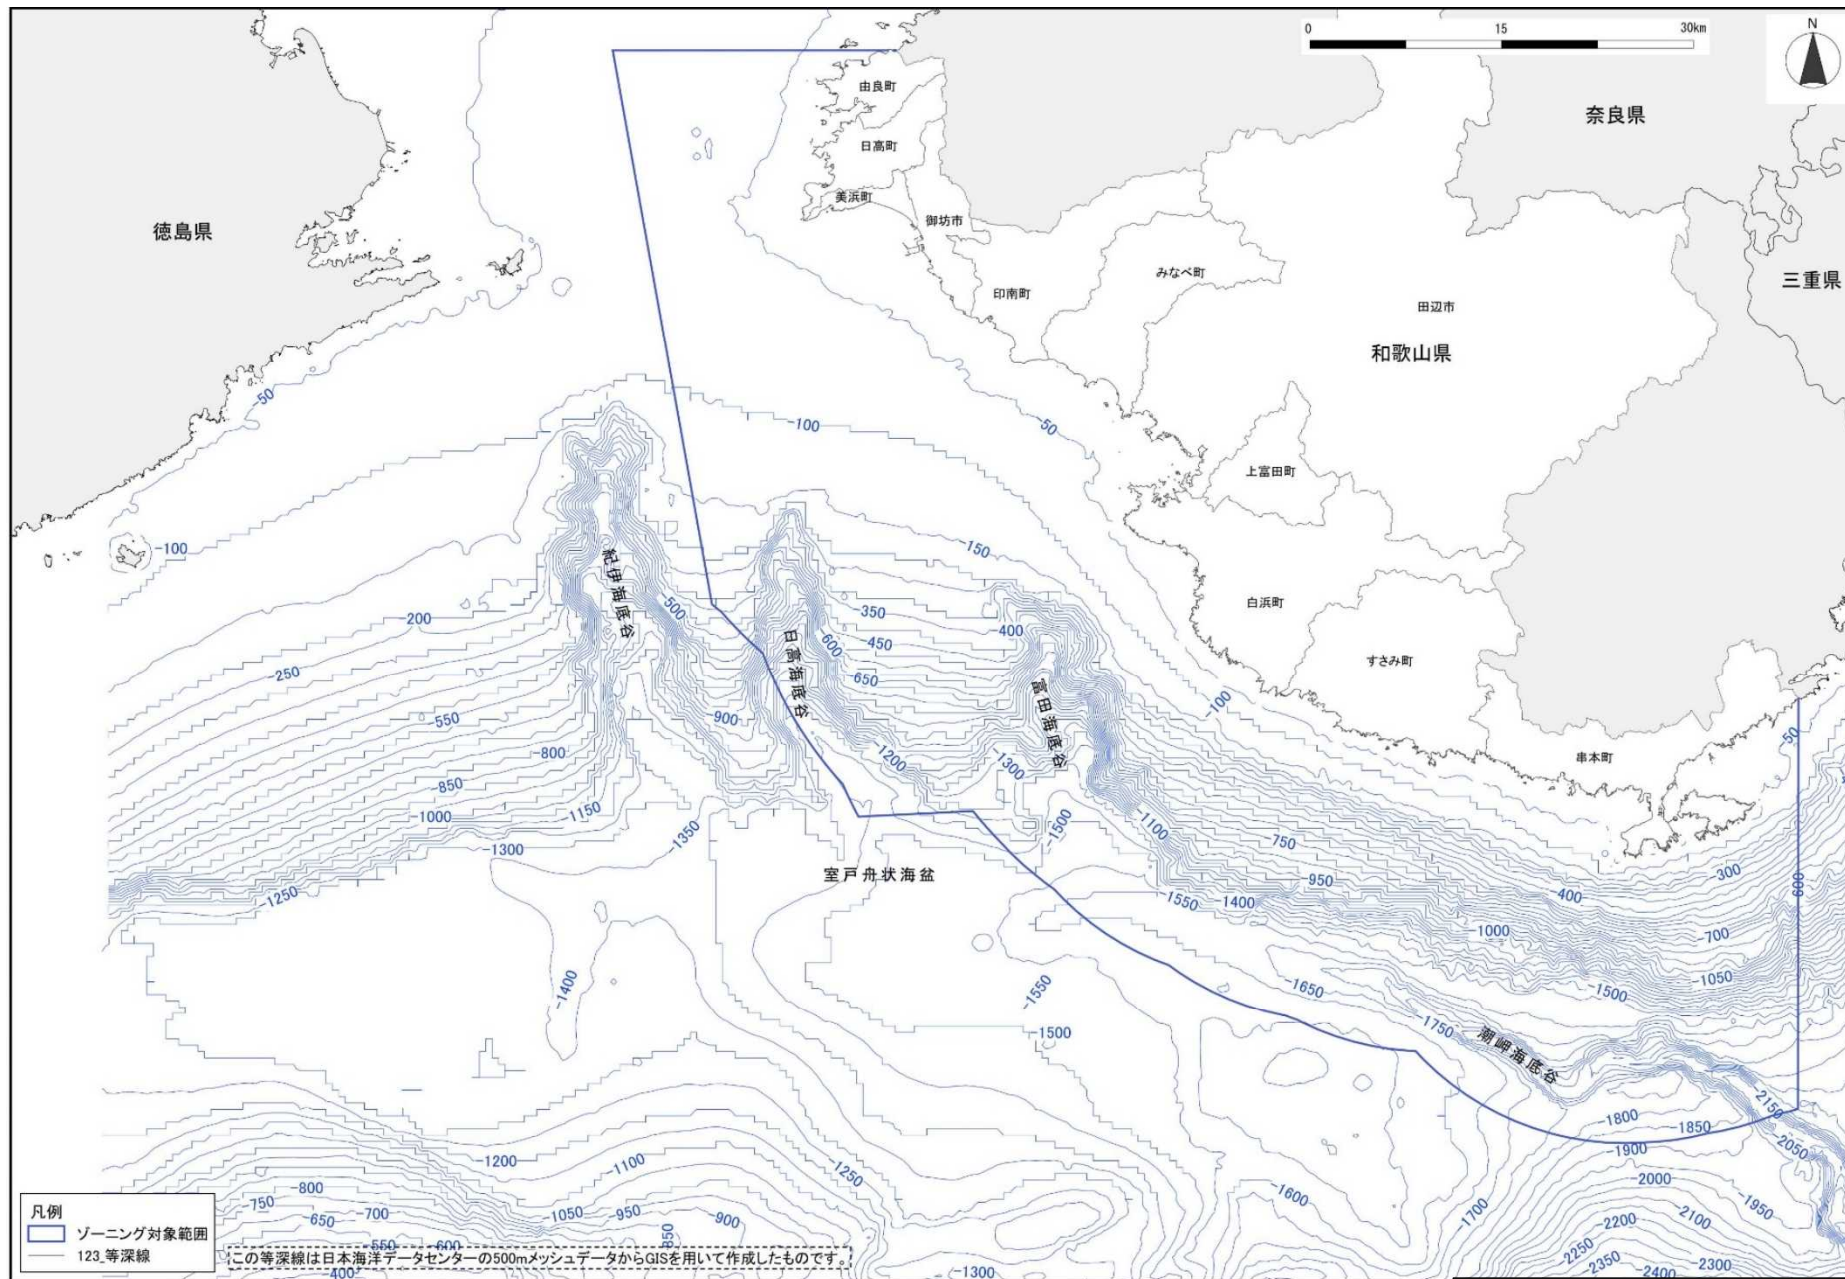 0 15 30km
N
由良町
奈良県
日高町
美浜町
御坊市
徳島県
みなべ町
三重県
印南町
田辺市
和歌山県
-50
-100
-50
上富田町
-100
-150
紀伊海底谷
白浜町
-500
-350
-200
-400
-600
-450
日高海底谷
すさみ町
-250
-650
富田海底谷
-100
-550
-900
-50
-800
-1200
-1300
串本町
-850
-1000
-1150
-1100
-1500
-1350
-750
-1300
室戸舟状海盆
-300
-950
-600
-400
-1250
-1550
-1400
-1000
-700
-1050
-1400
-1650
-1500
-1550
-1500
-1750
潮岬海底谷
-2150
-1800
-1850
-2050
-1900
-1200
-1100
-1250
-2000
-800
-1600
-1950
-750
-700
-1050
-950
-900
-1700
-2100
-650
-2200
-550
-600
-850
-2250
-2350
-2300
-400
-1300
-2400
凡例
ゾーニング対象範囲
123_等深線
この等深線は日本海洋データセンターの500mメッシュデータからGISを用いて作成したものです。